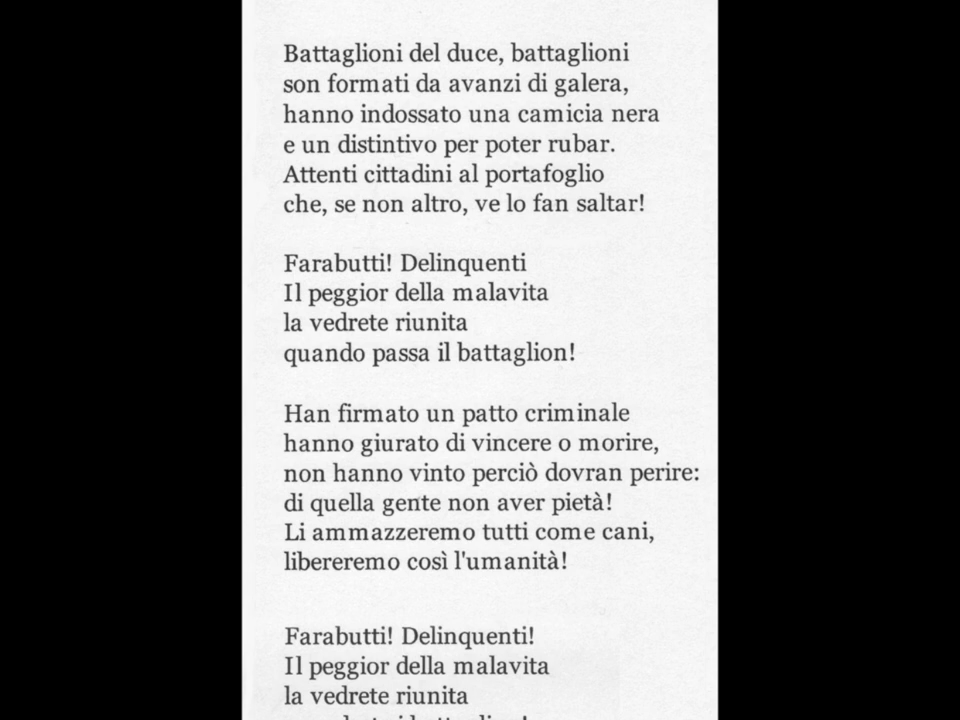 Battaglioni del duce, battaglioni
son formati da avanzi di galera,
hanno indossato una camicia nera
e un distintivo per poter rubar.
Attenti cittadini al portafoglio
che, se non altro, ve lo fan saltar!
Farabutti! Delinquenti
Il peggior della malavita
la vedrete riunita
quando passa il battaglion!
Han firmato un patto criminale
hanno giurato di vincere o morire,
non hanno vinto perciò dovran perire:
di quella gente non aver pietà!
Li ammazzeremo tutti come cani,
libereremo così l'umanità!
Farabutti! Delinquenti!
Il peggior della malavita
la vedrete riunita